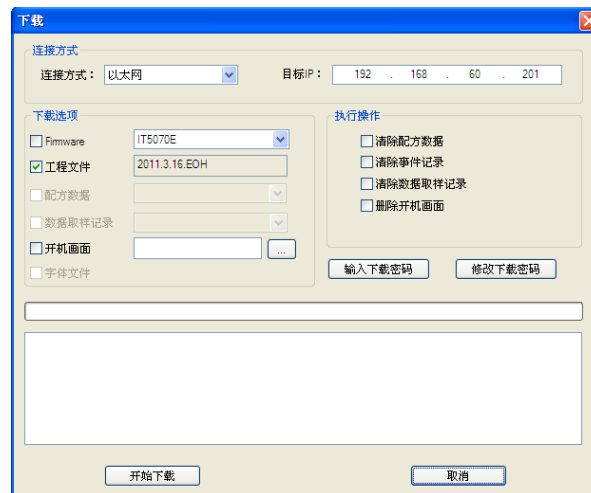 下载
连接方式
连接方式： 以太网 目标IP： 192 . 168 . 60 . 201
下载选项 执行操作
Firmware IT5070E 清除配方数据
工程文件 2011.3.16.EOH 清除事件记录
配方数据 清除数据取样记录
数据取样记录 删除开机画面
开机画面 ...
字体文件 输入下载密码 修改下载密码
开始下载 取消